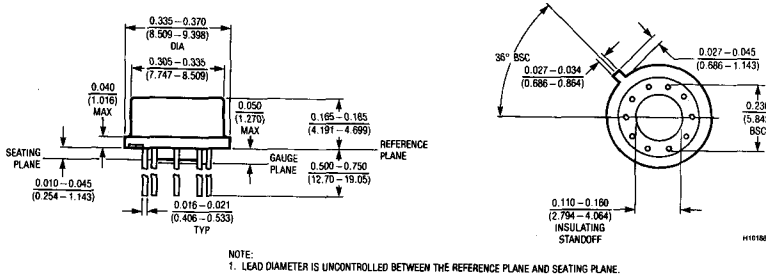 0.335–0.370
(8.509–9.398)
DIA
0.305–0.335
(7.747–8.509)
0.040
(1.016)
MAX
0.050
(1.270)
MAX
0.165–0.185
(4.191–4.699)
REFERENCE
PLANE
SEATING
PLANE
GAUGE
PLANE
0.500–0.750
(12.70–19.05)
0.010–0.045
(0.254–1.143)
0.016–0.021
(0.406–0.533)
TYP
36° BSC
0.027–0.034
(0.686–0.864)
0.027–0.045
(0.686–1.143)
0.230
(5.842
BSC
0.110–0.160
(2.794–4.064)
INSULATING
STANDOFF
NOTE:
1. LEAD DIAMETER IS UNCONTROLLED BETWEEN THE REFERENCE PLANE AND SEATING PLANE.